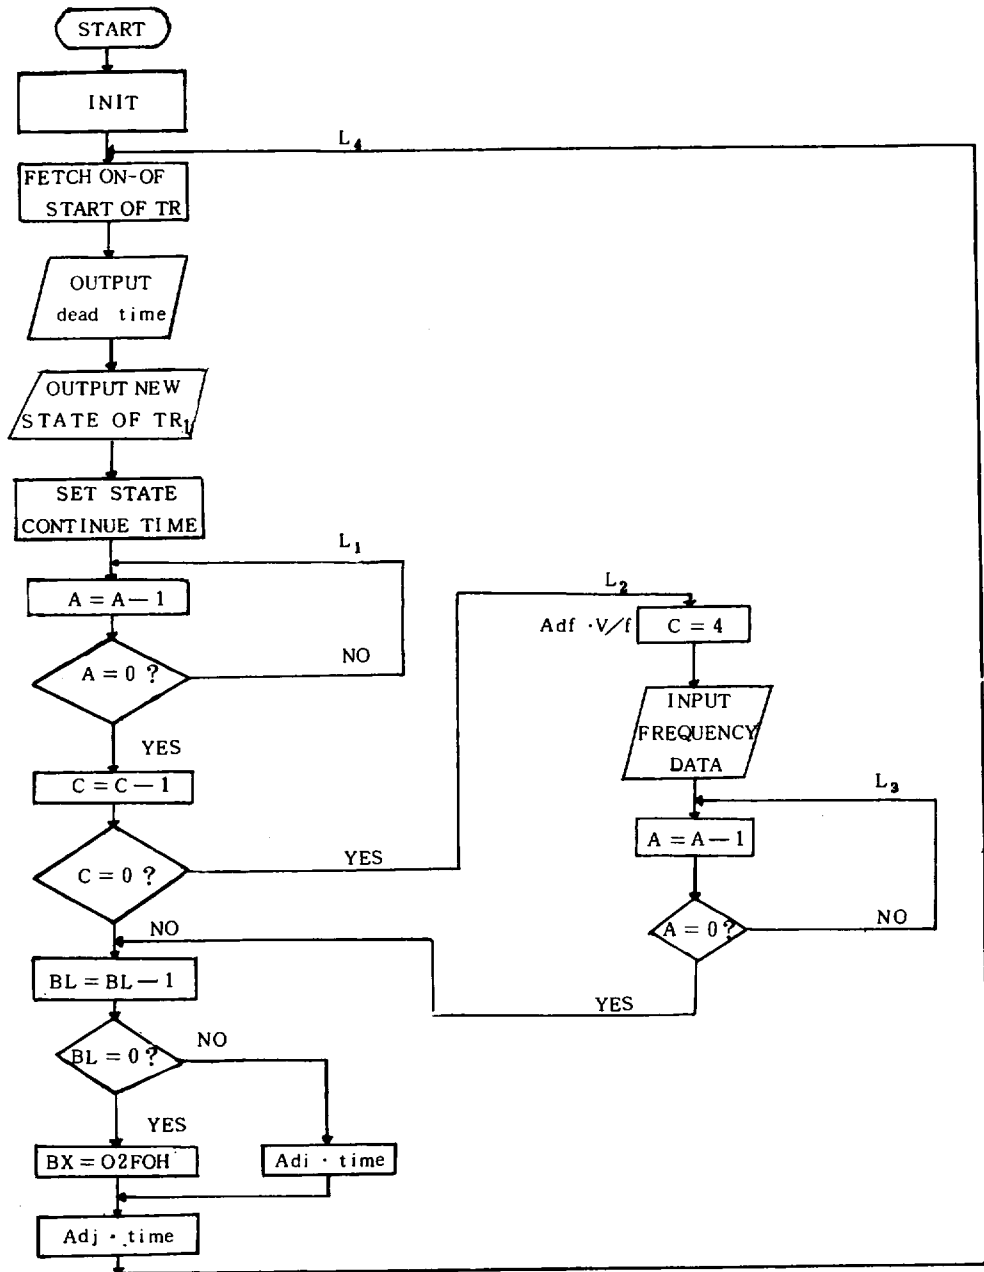 START
INIT
L₄
FETCH ON-OF
START OF TR
OUTPUT
dead time
OUTPUT NEW
STATE OF TR₁
SET STATE
CONTINUE TIME
L₁
A = A - 1
A = 0 ?
NO
YES
C = C - 1
C = 0 ?
YES
NO
L₂
Adf · V/f
C = 4
INPUT
FREQUENCY
DATA
L₃
A = A - 1
A = 0 ?
NO
YES
BL = BL - 1
BL = 0 ?
NO
YES
BX = O2FOH
Adi · time
Adj · time